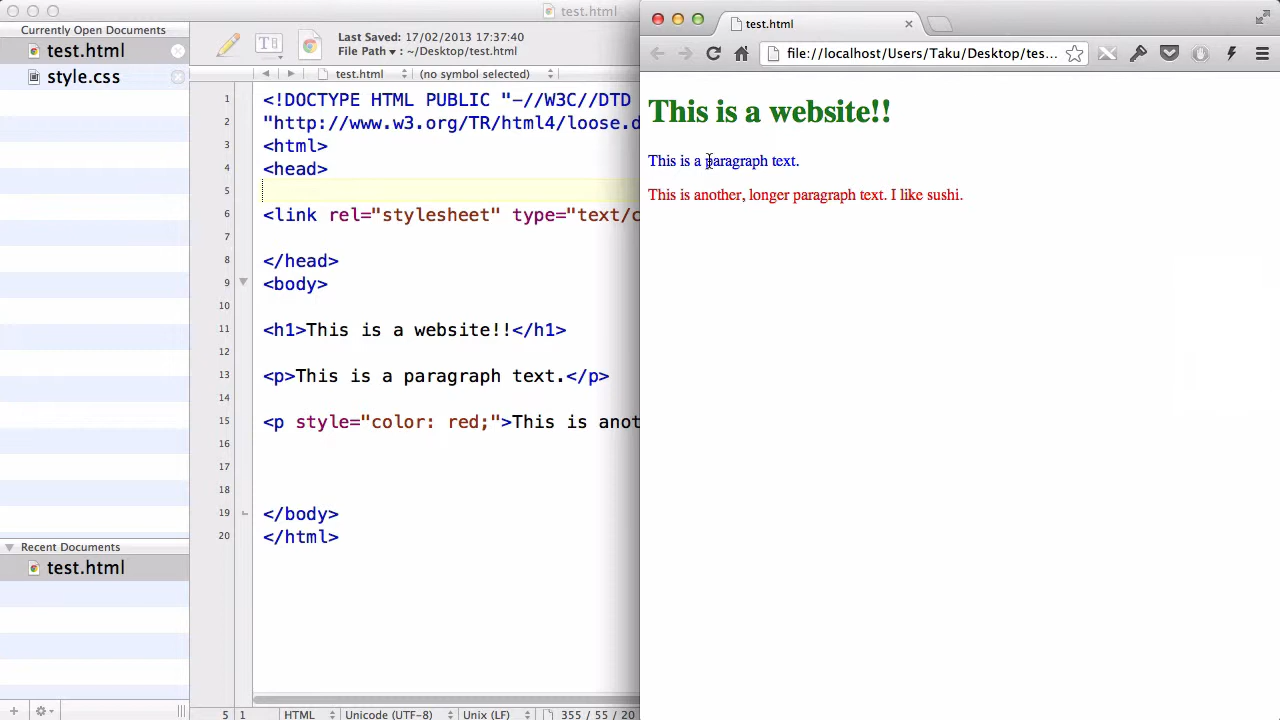 test.html
Currently Open Documents
test.html
style.css
Last Saved: 17/02/2013 17:37:40
File Path ▾ : ~/Desktop/test.html
test.html
(no symbol selected)
1 <!DOCTYPE HTML PUBLIC "-//W3C//DTD
2 "http://www.w3.org/TR/html4/loose.d
3 <html>
4 <head>
5
6 <link rel="stylesheet" type="text/c
7
8 </head>
9 <body>
10
11 <h1>This is a website!!</h1>
12
13 <p>This is a paragraph text.</p>
14
15 <p style="color: red;">This is anot
16
17
18
19 </body>
20 </html>
Recent Documents
test.html
5 1 HTML Unicode (UTF-8) Unix (LF) 355 / 55 / 20
test.html
file://localhost/Users/Taku/Desktop/tes...
This is a website!!
This is a paragraph text.
This is another, longer paragraph text. I like sushi.